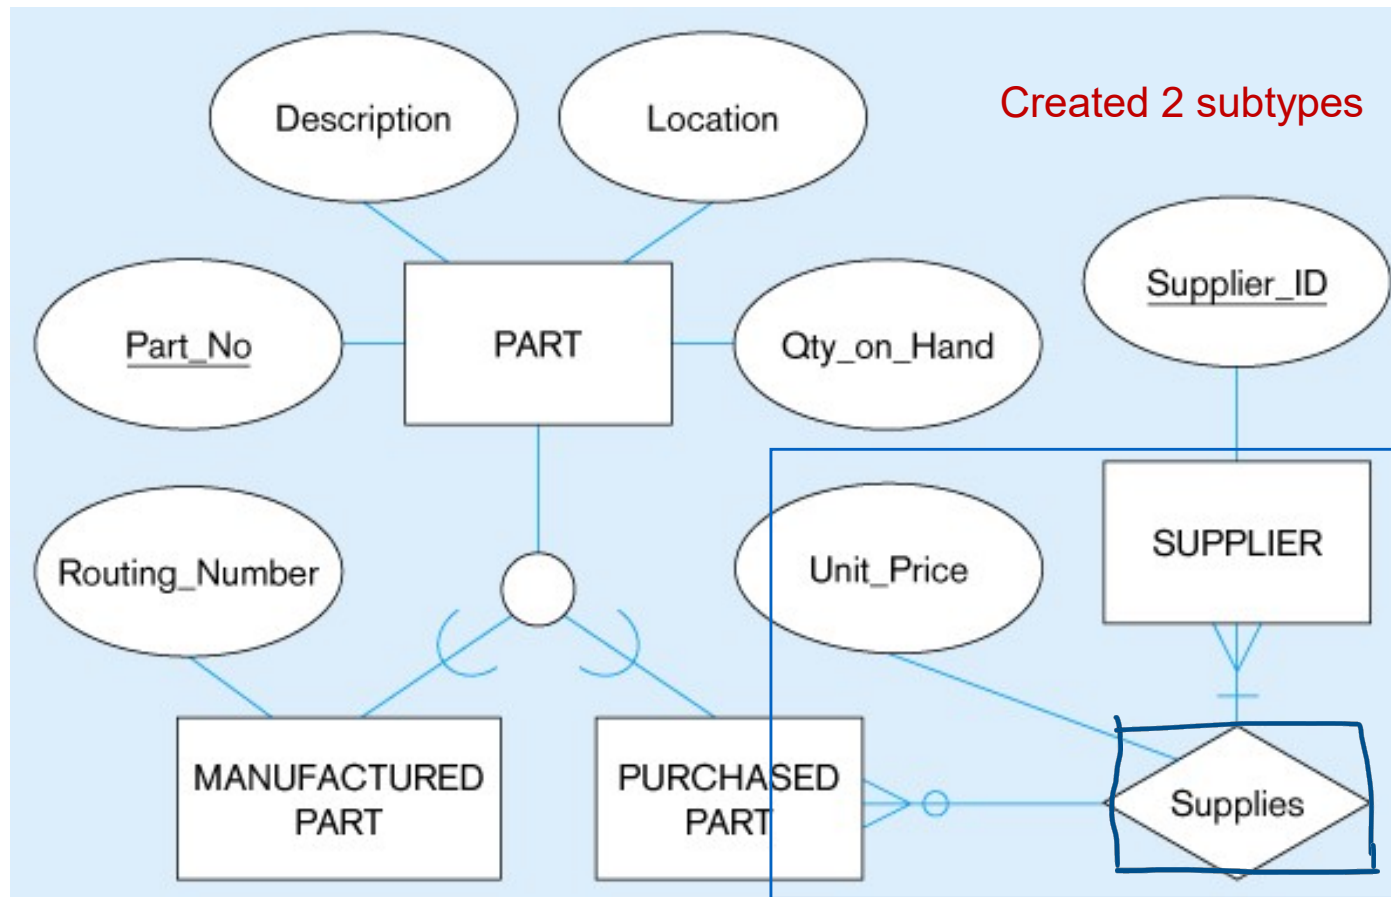 Description
Location
Created 2 subtypes
Supplier_ID
Part_No
PART
Qty_on_Hand
SUPPLIER
Routing_Number
Unit_Price
MANUFACTURED
PART
PURCHASED
PART
Supplies